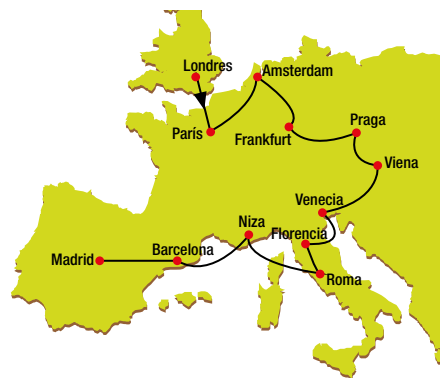 Londres
Amsterdam
París
Frankfurt
Praga
Viena
Venecia
Niza
Florencia
Madrid
Barcelona
Roma